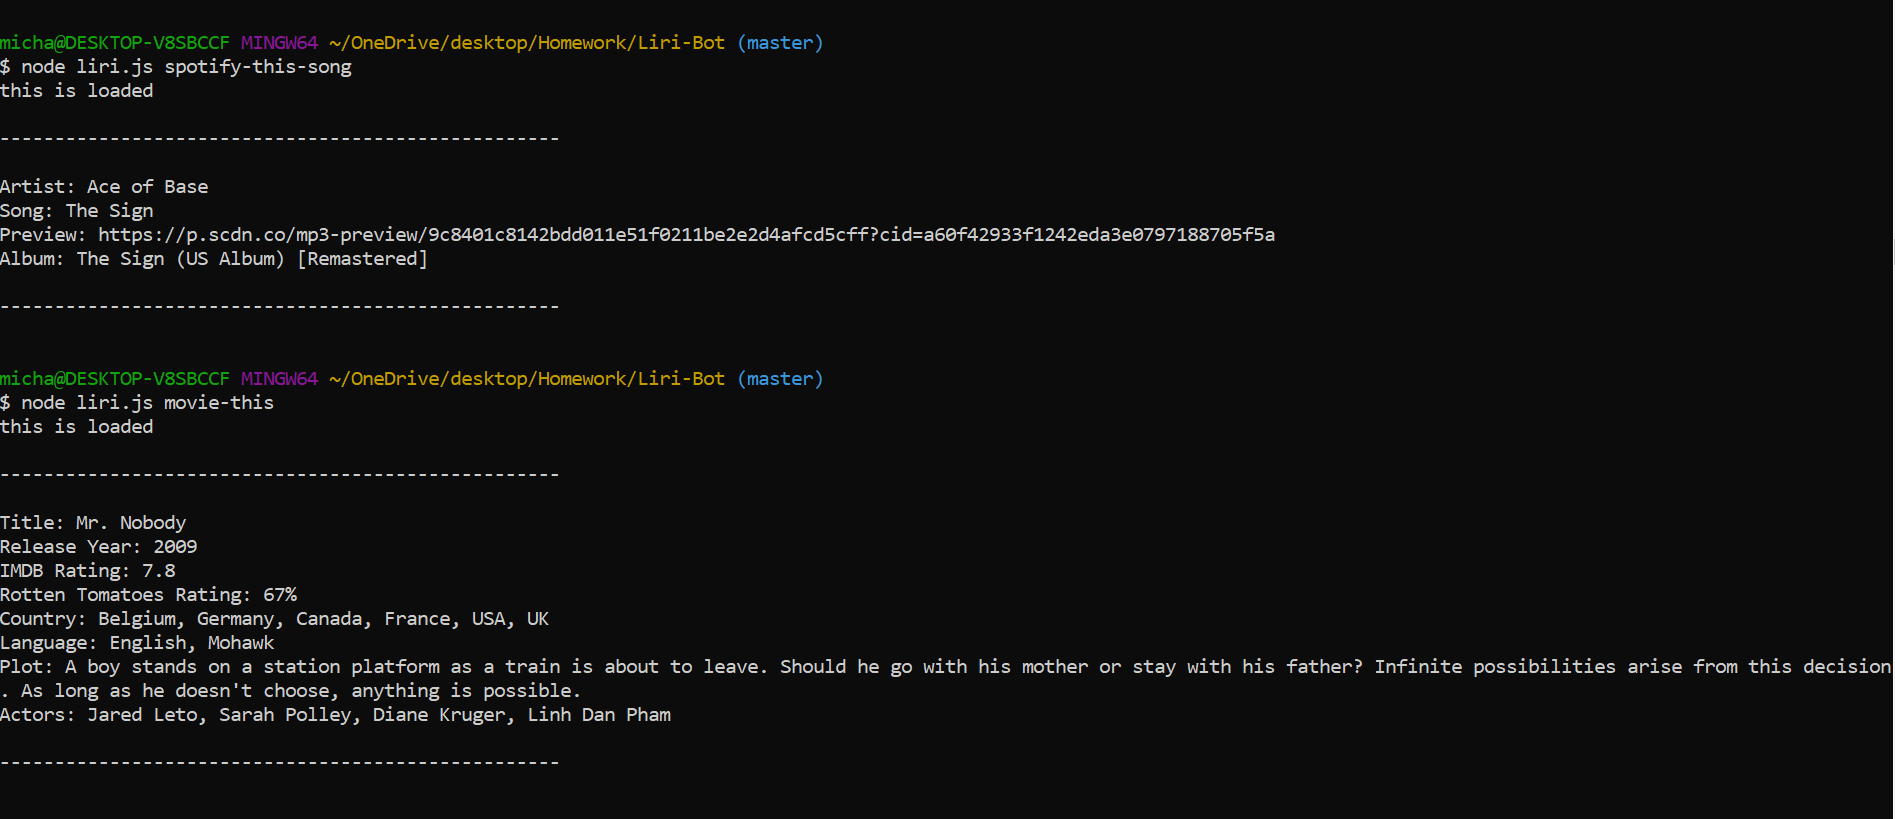 micha@DESKTOP-V8SBCCF MINGW64 ~/OneDrive/desktop/Homework/Liri-Bot (master)
$ node liri.js spotify-this-song
this is loaded
---------------------------------------------------
Artist: Ace of Base
Song: The Sign
Preview: https://p.scdn.co/mp3-preview/9c8401c8142bdd011e51f0211be2e2d4afcd5cff?cid=a60f42933f1242eda3e0797188705f5a
Album: The Sign (US Album) [Remastered]
---------------------------------------------------
micha@DESKTOP-V8SBCCF MINGW64 ~/OneDrive/desktop/Homework/Liri-Bot (master)
$ node liri.js movie-this
this is loaded
---------------------------------------------------
Title: Mr. Nobody
Release Year: 2009
IMDB Rating: 7.8
Rotten Tomatoes Rating: 67%
Country: Belgium, Germany, Canada, France, USA, UK
Language: English, Mohawk
Plot: A boy stands on a station platform as a train is about to leave. Should he go with his mother or stay with his father? Infinite possibilities arise from this decision
. As long as he doesn't choose, anything is possible.
Actors: Jared Leto, Sarah Polley, Diane Kruger, Linh Dan Pham
---------------------------------------------------